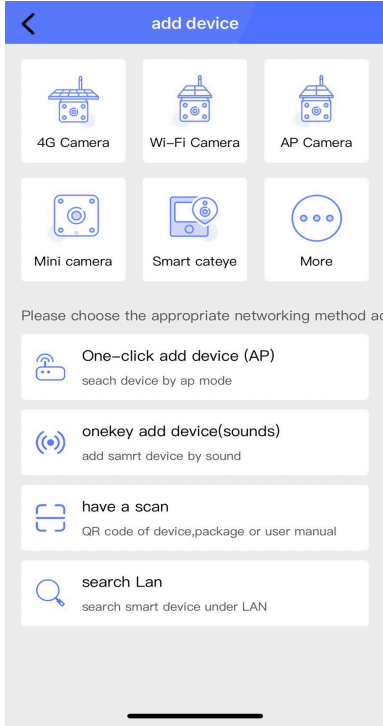 add device
4G Camera
Wi-Fi Camera
AP Camera
Mini camera
Smart cateye
More
Please choose the appropriate networking method ac
One-click add device (AP)
seach device by ap mode
onekey add device(sounds)
add samrt device by sound
have a scan
QR code of device,package or user manual
search Lan
search smart device under LAN